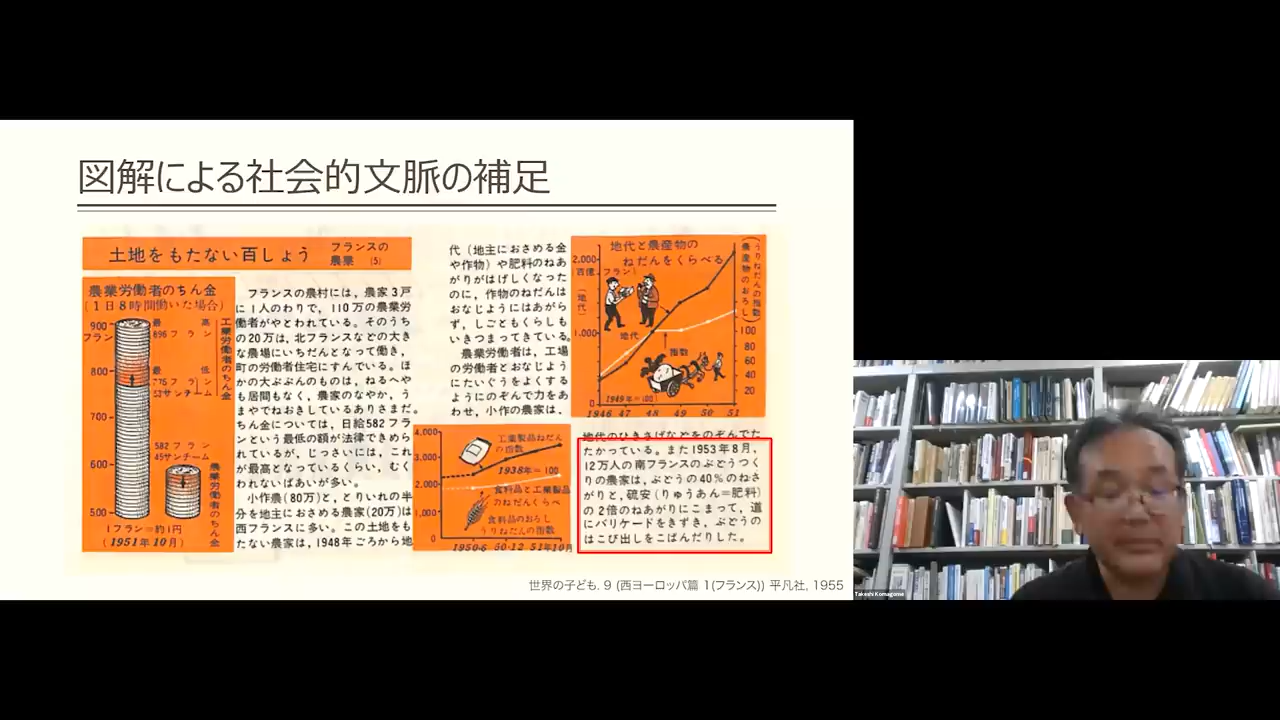 図解による社会的文脈の補足
土地をもたない百しょう
フランスの
農業 (5)
農業労働者のちん金
(1日8時間働いた場合)
900
フラン
最高
896フラン
800
最低
775フラン
53サンチーム
工業労働者のちん金
700
582フラン
45サンチーム
600
500
農業労働者のちん金
1フラン=約1円
(1951年10月)
フランスの農村には,農家3戸
に1人のわりで,110万の農業労
働者がやとわれている。そのうち
の20万は,北フランスなどの大き
な農場にいちだんとなって働き,
町の労働者住宅にすんでいる。ほ
かの大ぶぶんのものは,ねるへや
も居間もなく,農家のなやか,う
まやでねおきしているありさまだ。
ちん金については,日給582フラ
ンという最低の額が法律できめら
れているが,じっさいには,これ
が最高となっているくらい,むく
われないばあいが多い。
小作農(80万)と,とりいれの半
分を地主におさめる農家(20万)は
西フランスに多い。この土地をも
たない農家は,1948年ごろから地
代(地主におさめる金
や作物)や肥料のねあ
がりがはげしくなった
のに,作物のねだんは
おなじようにはあがら
ず,しごともくらしも
いきつまってきている。
農業労働者は,工場
の労働者とおなじよう
にたいぐうをよくする
ようにのぞんで力をあ
わせ,小作の農家は,
4,000
3,000
2,000
1,000
0
工業製品ねだん
の指数
1938年=100
食料品と工業製品
のねだんくらべ
食料品のおろし
うりねだんの指数
1950·6 50·12 51年10月
地代と農産物の
ねだんをくらべる
2,000
百億フラン
(地代)
1,000
0
地代
指数
1949年=100
1946 47 48 49 50 51
(農産物のおろし
うりねだんの指数)
100
80
60
40
20
地代のひきさげなどをのぞんでた
たかっている。また1953年8月,
12万人の南フランスのぶどうつく
りの農家は,ぶどうの40%のねさ
がりと,硫安(りゅうあん=肥料)
の2倍のねあがりにこまって,道
にバリケードをきずき,ぶどうの
はこび出しをこばんだりした。
世界の子ども. 9 (西ヨーロッパ篇 1(フランス)) 平凡社, 1955
Takeshi Komagome